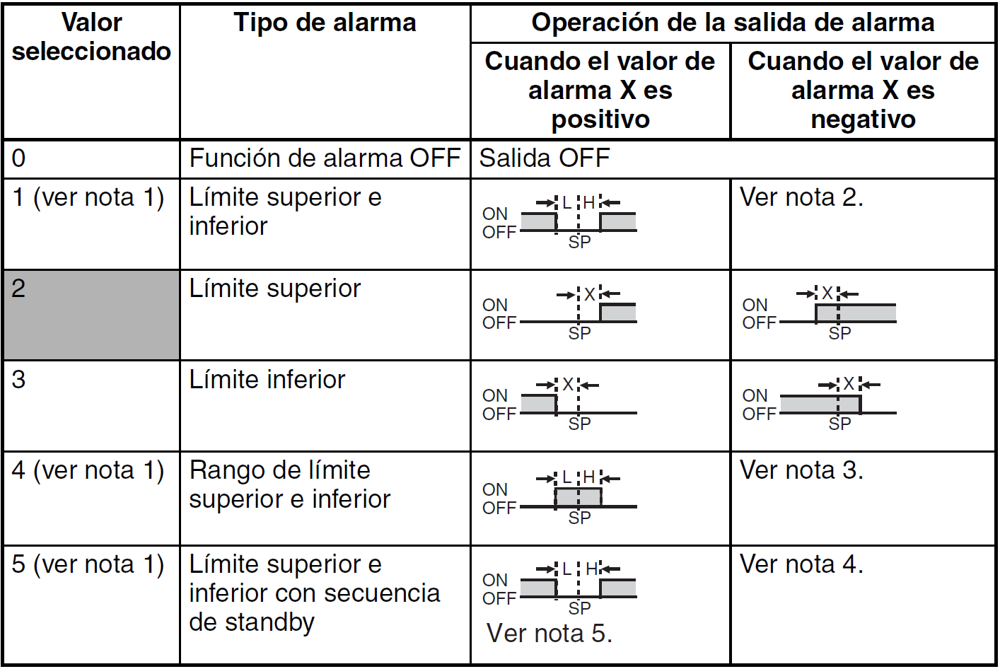 Valor seleccionado
Tipo de alarma
Operación de la salida de alarma
Cuando el valor de
alarma X es
positivo
Cuando el valor de
alarma X es
negativo
0
Función de alarma OFF
Salida OFF
1 (ver nota 1)
Límite superior e
inferior
L H
ON
OFF
SP
Ver nota 2.
2
Límite superior
X
ON
OFF
SP
X
ON
OFF
SP
3
Límite inferior
X
ON
OFF
SP
X
ON
OFF
SP
4 (ver nota 1)
Rango de límite
superior e inferior
L H
ON
OFF
SP
Ver nota 3.
5 (ver nota 1)
Límite superior e
inferior con secuencia
de standby
L H
ON
OFF
SP
Ver nota 5.
Ver nota 4.